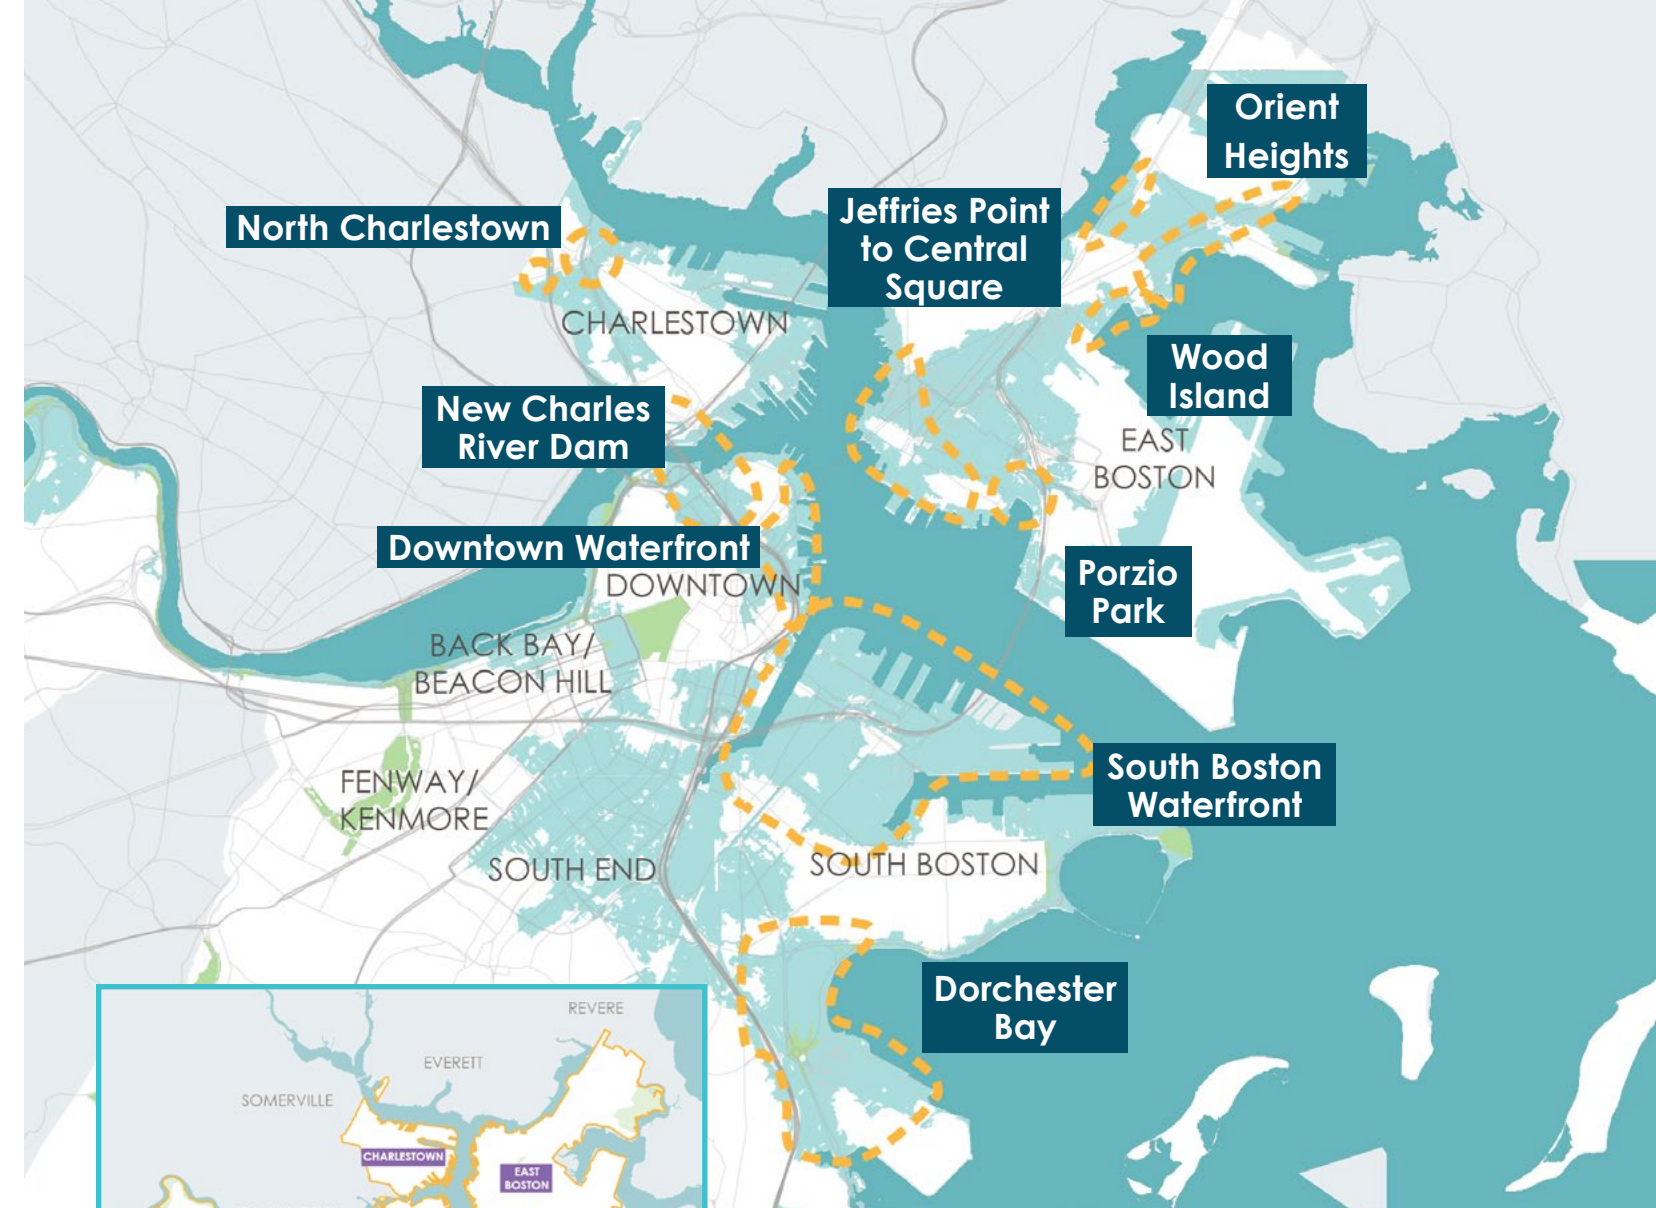 Orient
Heights
Jeffries Point
to Central
Square
North Charlestown
CHARLESTOWN
Wood
Island
New Charles
River Dam
EAST
BOSTON
Downtown Waterfront
DOWNTOWN
Porzio
Park
BACK BAY/
BEACON HILL
South Boston
Waterfront
FENWAY/
KENMORE
SOUTH END
SOUTH BOSTON
Dorchester
Bay
REVERE
EVERETT
SOMERVILLE
CHARLESTOWN
EAST
BOSTON